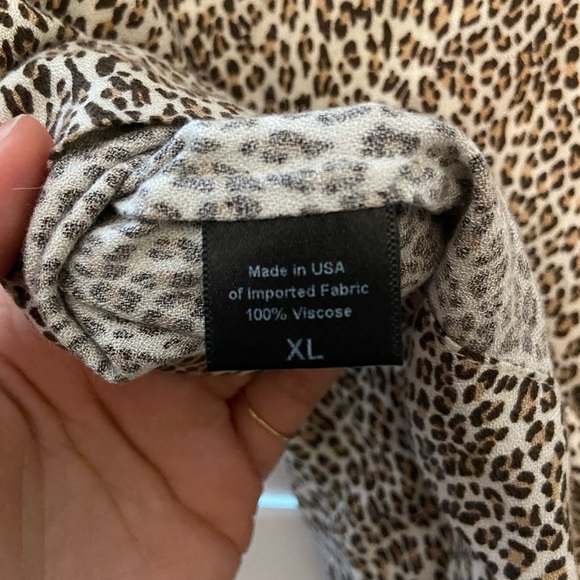 Made in USA
of Imported Fabric
100% Viscose
XL